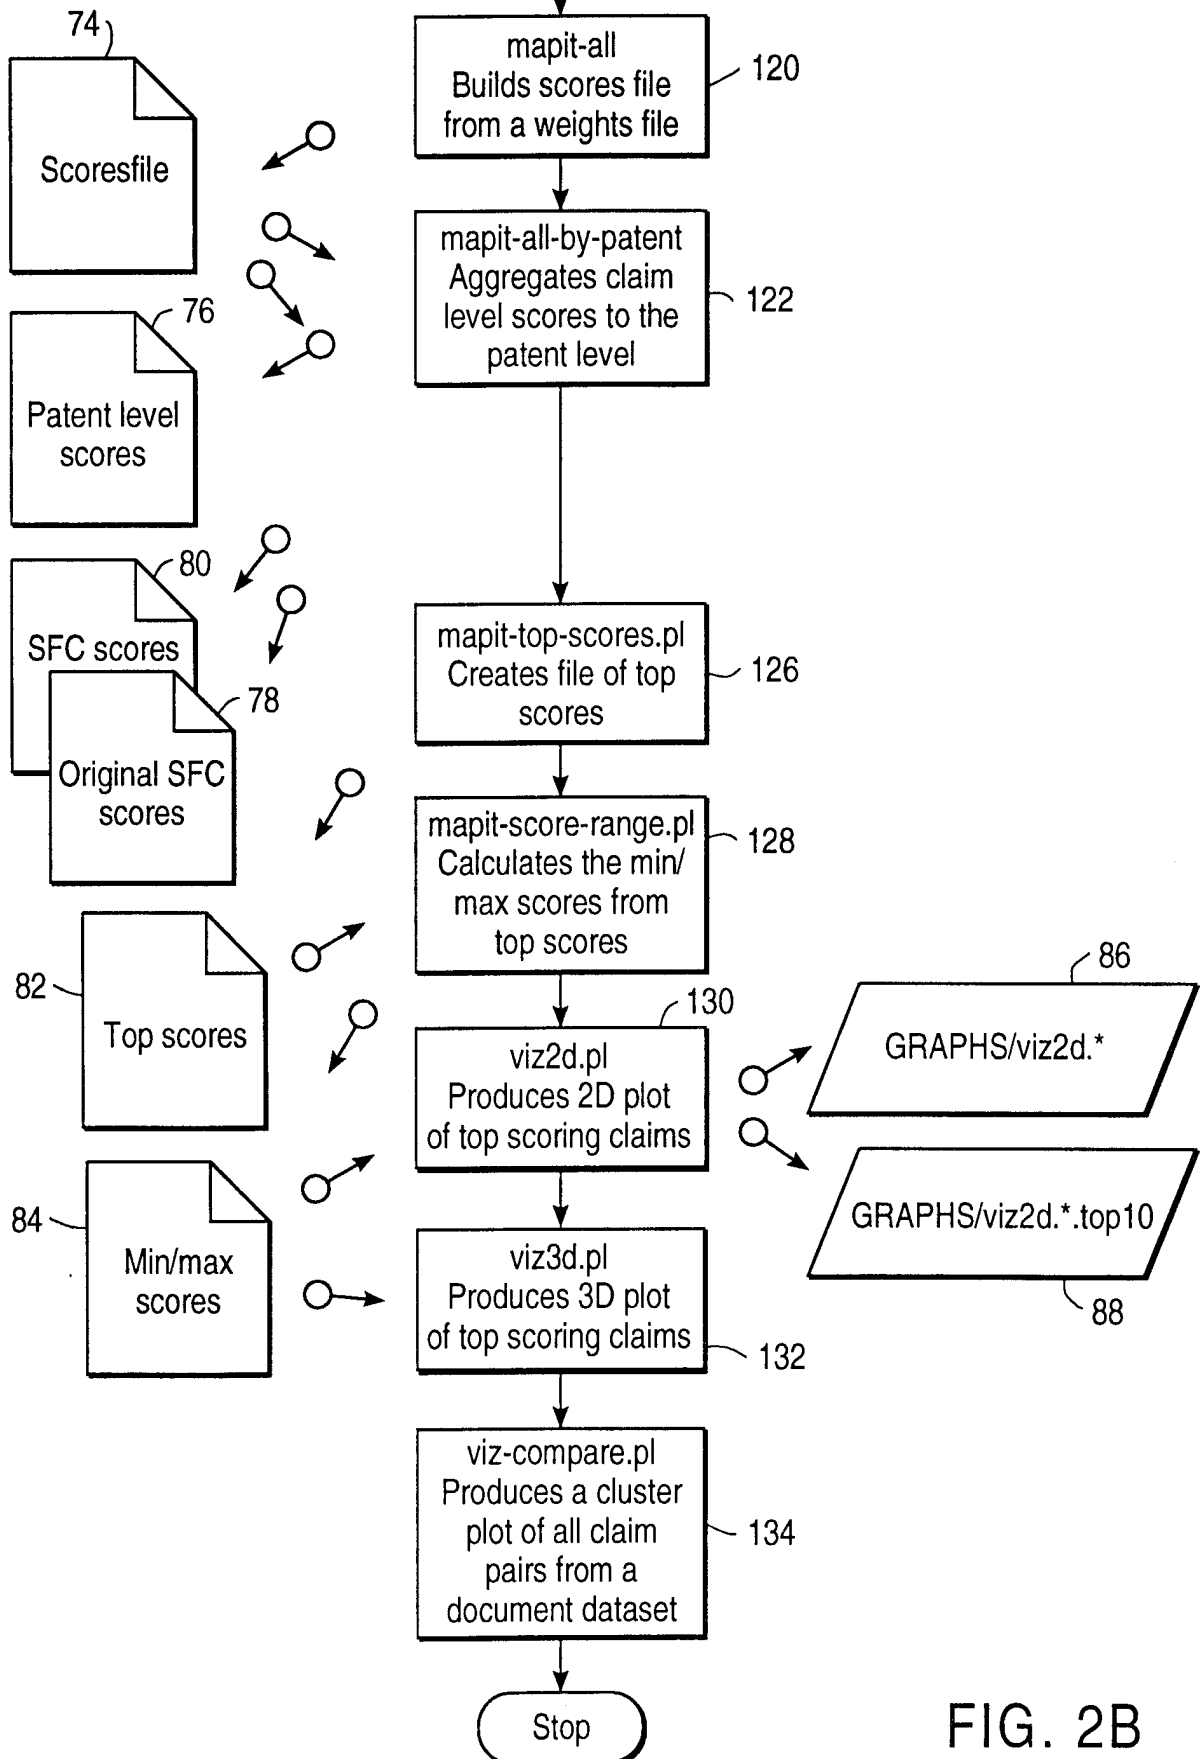 74
mapit-all
Builds scores file
from a weights file
120
Scoresfile
mapit-all-by-patent
Aggregates claim
level scores to the
patent level
122
76
Patent level
scores
80
SFC scores
mapit-top-scores.pl
Creates file of top
scores
126
78
Original SFC
scores
mapit-score-range.pl
Calculates the min/
max scores from
top scores
128
82
Top scores
130
viz2d.pl
Produces 2D plot
of top scoring claims
86
GRAPHS/viz2d.*
GRAPHS/viz2d.*.top10
88
84
Min/max
scores
viz3d.pl
Produces 3D plot
of top scoring claims
132
viz-compare.pl
Produces a cluster
plot of all claim
pairs from a
document dataset
134
Stop
FIG. 2B